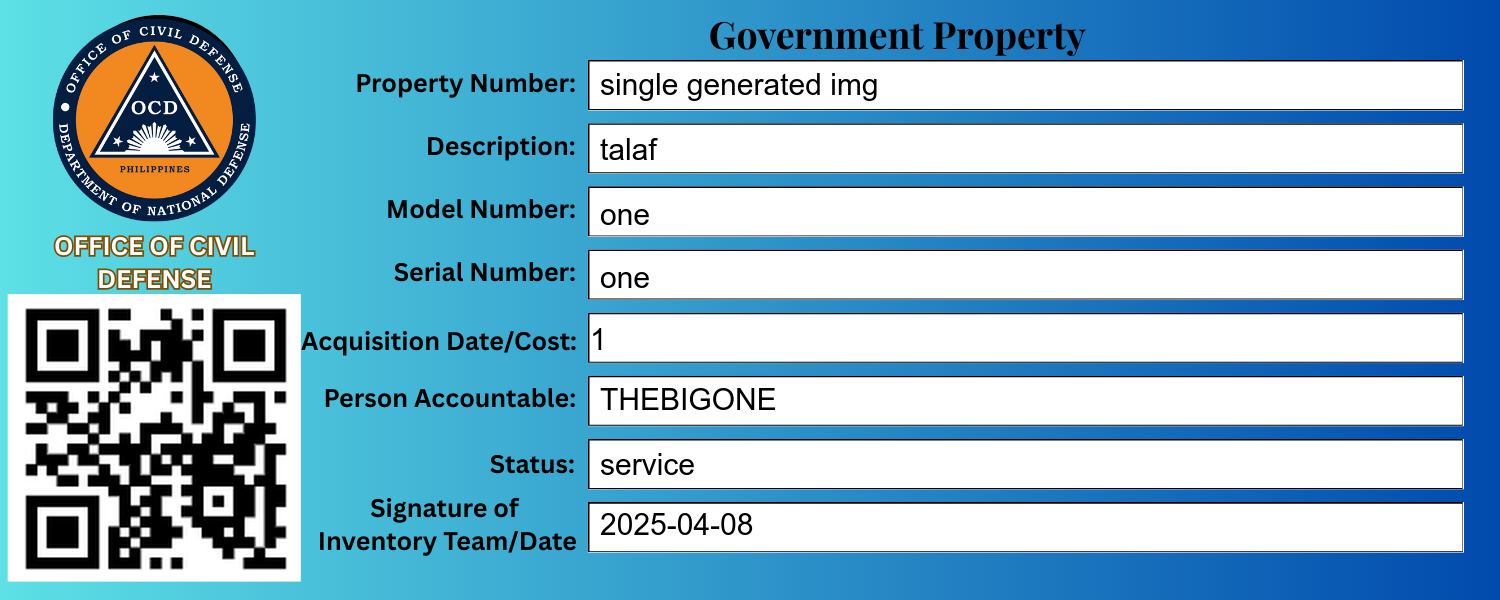 OFFICE OF CIVIL DEFENSE
OCD
PHILIPPINES
DEPARTMENT OF NATIONAL DEFENSE
OFFICE OF CIVIL
DEFENSE
Government Property
Property Number: single generated img
Description: talaf
Model Number: one
Serial Number: one
Acquisition Date/Cost: 1
Person Accountable: THEBIGONE
Status: service
Signature of
Inventory Team/Date 2025-04-08